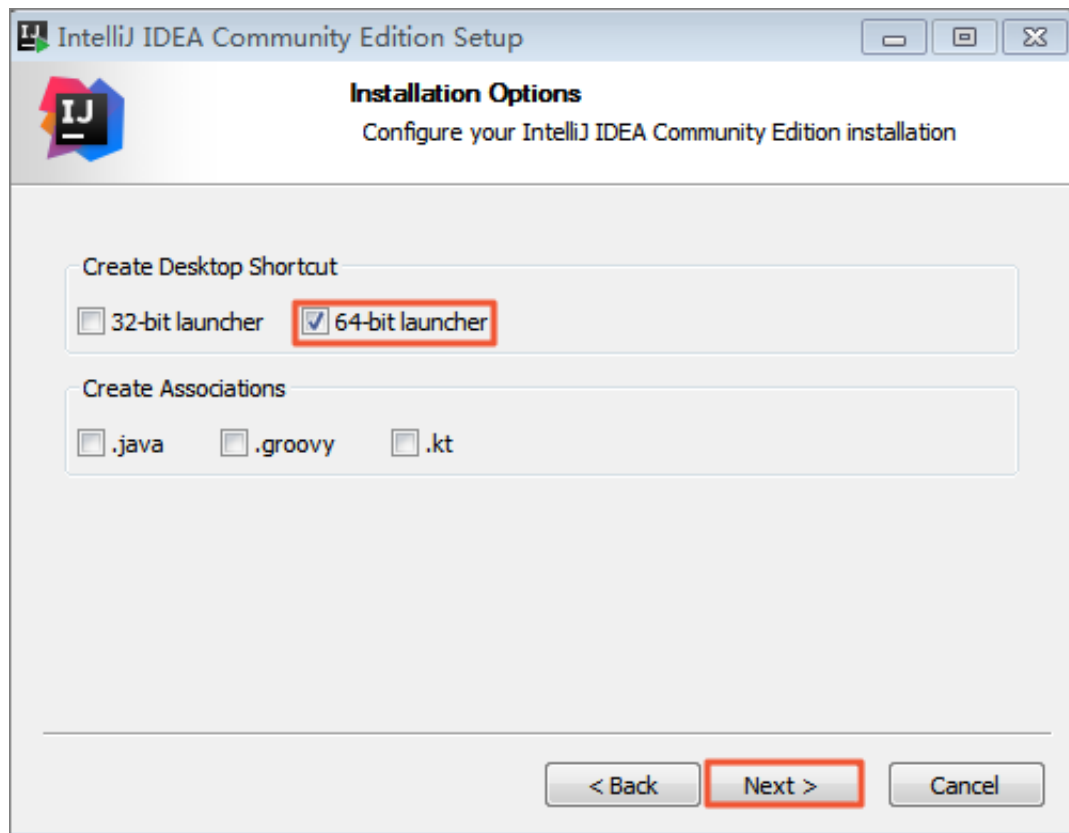 IJ IntelliJ IDEA Community Edition Setup
IJ
Installation Options
Configure your IntelliJ IDEA Community Edition installation
Create Desktop Shortcut
32-bit launcher 64-bit launcher
Create Associations
.java .groovy .kt
< Back Next > Cancel